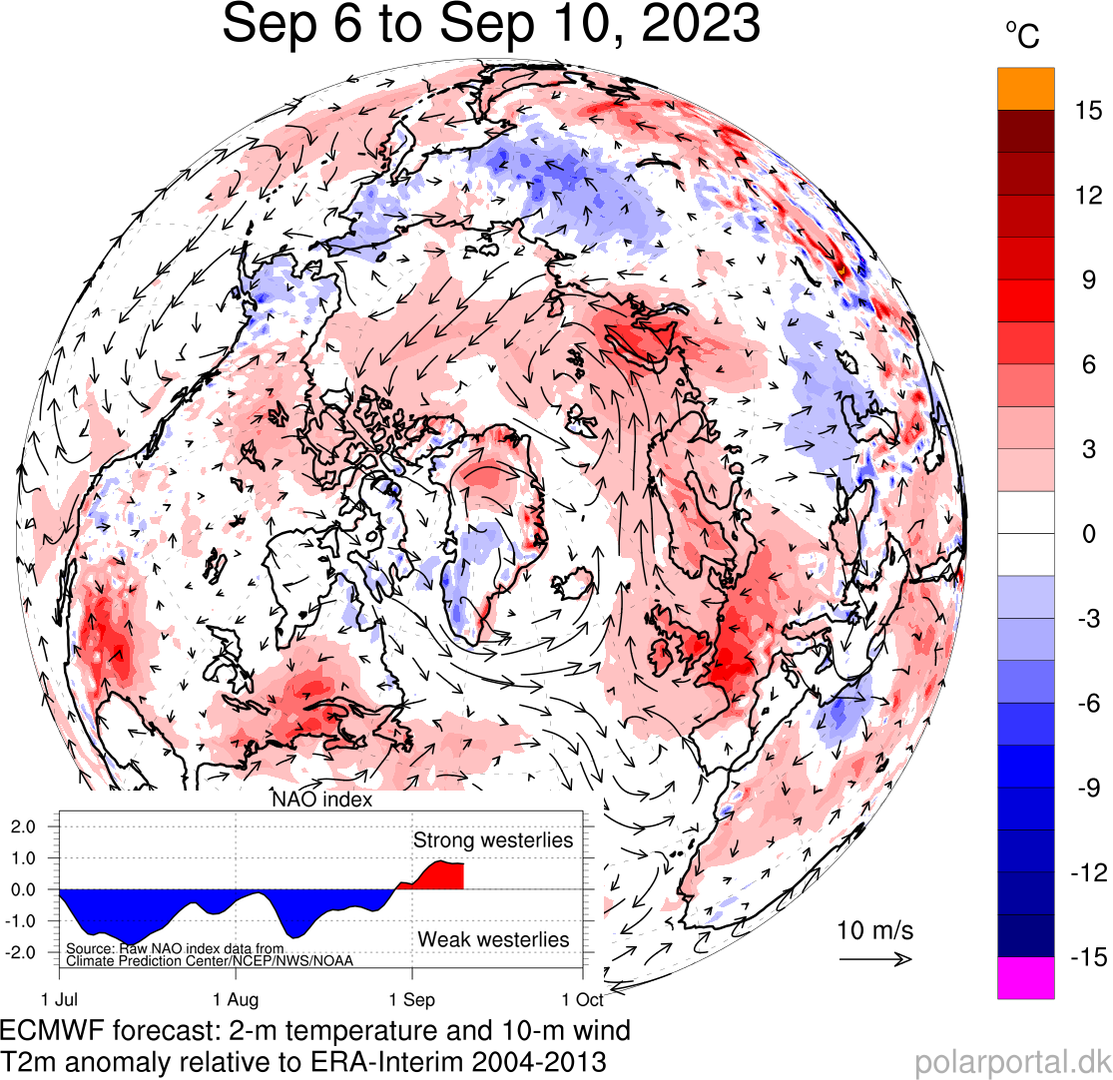 Sep 6 to Sep 10, 2023
°C
15
12
9
6
3
0
-3
-6
-9
-12
-15
NAO index
2.0
1.0
0.0
-1.0
-2.0
Strong westerlies
Weak westerlies
Source: Raw NAO index data from
Climate Prediction Center/NCEP/NWS/NOAA
1 Jul
1 Aug
1 Sep
1 Oct
10 m/s
ECMWF forecast: 2-m temperature and 10-m wind
T2m anomaly relative to ERA-Interim 2004-2013
polarportal.dk